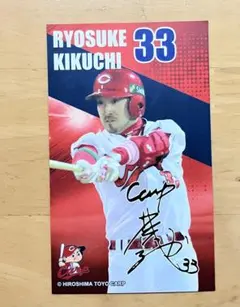 RYOSUKE 33
KIKUCHI
Carp
33
Carp
© HIROSHIMA TOYO CARP